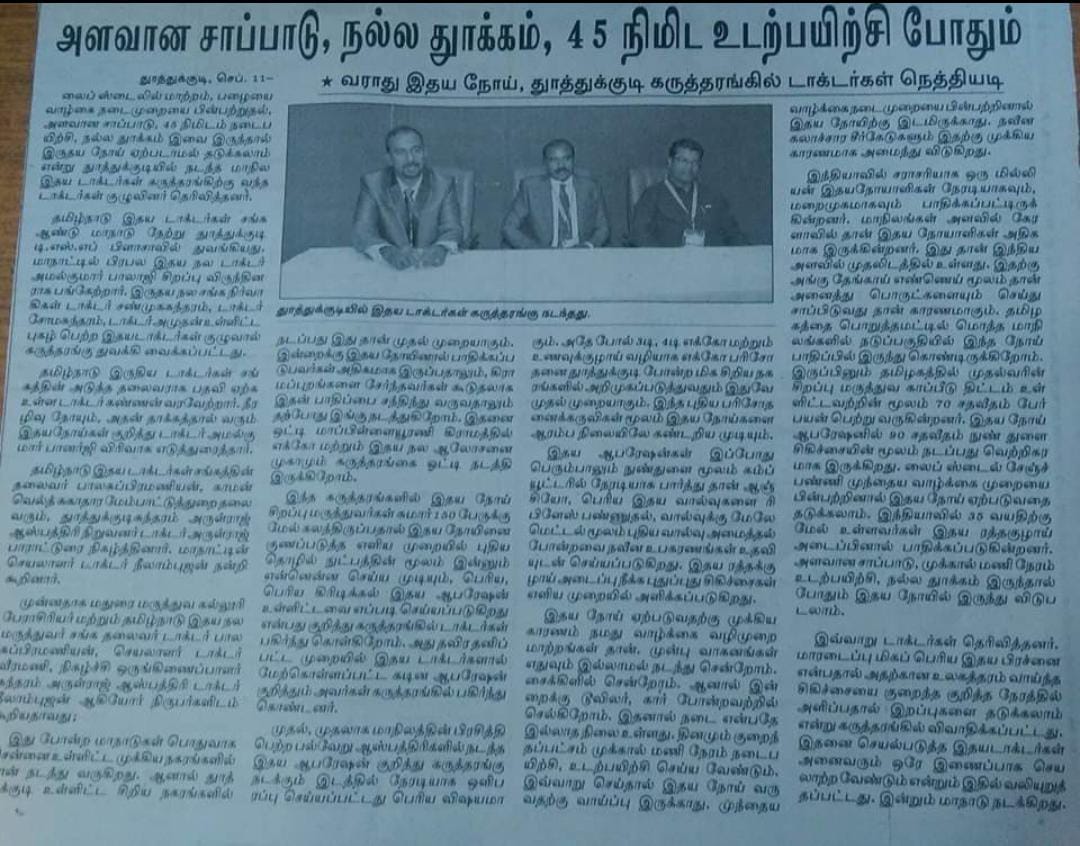 அளவான சாப்பாடு, நல்ல தூக்கம், 45 நிமிட உடற்பயிற்சி போதும்
★ வராது இதய நோய், தூத்துக்குடி கருத்தரங்கில் டாக்டர்கள் நெத்தியடி
தூத்துக்குடி, செப். 11–
லைப் ஸ்டைலில் மாற்றம், பழைய
வாழ்கை நடைமுறையை பின்பற்றுதல்,
அளவான சாப்பாடு, 45 நிமிடம் நடைப
யிற்சி, நல்ல தூக்கம் இவை இருந்தால்
இருதய நோய் ஏற்படாமல் தடுக்கலாம்
என்று தூத்துக்குடியில் நடந்த மாநில
இதய டாக்டர்கள் கருத்தரங்கிற்கு வந்த
டாக்டர்கள் குழுவினர் தெரிவித்தனர்.
தமிழ்நாடு இதய டாக்டர்கள் சங்க
ஆண்டு மாநாடு நேற்று தூத்துக்குடி
டி.எஸ்.எப் பிளாசாவில் துவங்கியது.
மாநாட்டில் பிரபல இதய நல டாக்டர்
அமல்குமார் பாலாஜி சிறப்பு விருந்தின
ராக பங்கேற்றார். இருதய நல சங்க நிர்வா
கிகள் டாக்டர் சண்முகசுந்தரம், டாக்டர்
சோமசுந்தரம், டாக்டர் அமுதன் உள்ளிட்ட
புகழ் பெற்ற இதயடாக்டர்கள் குழுவால்
கருத்தரங்கு துவக்கி வைக்கப்பட்டது.
தமிழ்நாடு இருதிய டாக்டர்கள் சங்
கத்தின் அடுத்த தலைவராக பதவி ஏற்க
உள்ள டாக்டர் கண்ணன் வரவேற்றார். நீர
ழிவு நோயும், அதன் தாக்கத்தால் வரும்
இதயநோய்கள் குறித்து டாக்டர் அமல்கு
மார் பானர்ஜி விரிவாக எடுத்துரைத்தார்.
தமிழ்நாடு இதய டாக்டர்கள் சங்கத்தின்
தலைவர் பாலசுப்பிரமணியன், காமன்
வெல்த் சுகாதார மேம்பாட்டுத்துறை தலை
வரும், தூத்துக்குடி சுந்தரம் அருள்ராஜ்
ஆஸ்பத்திரி நிறுவனர் டாக்டர் அருள்ராஜ்
பாராட்டுரை நிகழ்த்தினார். மாநாட்டின்
செயலாளர் டாக்டர் நீலாம்புஜன் நன்றி
கூறினார்.
முன்னதாக மதுரை மருத்துவ கல்லூரி
பேராசிரியர் மற்றும் தமிழ்நாடு இதய நல
மருத்துவர் சங்க தலைவர் டாக்டர் பால
சுப்பிரமணியன், செயலாளர் டாக்டர்
வீரமணி, நிகழ்ச்சி ஒருங்கிணைப்பாளர்
சுந்தரம் அருள்ராஜ் ஆஸ்பத்திரி டாக்டர்
நீலாம்புஜன் ஆகியோர் நிருபர்களிடம்
கூறியதாவது;
இது போன்ற மாநாடுகள் பொதுவாக
சென்னை உள்ளிட்ட முக்கிய நகரங்களில்
தான் நடந்து வருகிறது. ஆனால் தூத்
துக்குடி உள்ளிட்ட சிறிய நகரங்களில்
தூத்துக்குடியில் இதய டாக்டர்கள் கருத்தரங்கு நடந்தது.
நடப்பது இது தான் முதல் முறையாகும்.
இன்றைக்கு இதய நோயினால் பாதிக்கப்ப
டுபவர்கள் அதிகமாக இருப்பதாலும், கிரா
மப்புறங்களை சேர்ந்தவர்கள் கூடுதலாக
இதன் பாதிப்பை சந்தித்து வருவதாலும்
தற்போது இங்கு நடத்துகிறோம். இதனை
ஒட்டி மாப்பிள்ளையூரணி கிராமத்தில்
எக்கோ மற்றும் இதய நல ஆலோசனை
முகாமும் கருத்தரங்கை ஒட்டி நடத்தி
இருக்கிறோம்.
இந்த கருத்தரங்களில் இதய நோய்
சிறப்பு மருத்துவர்கள் சுமார் 150 பேருக்கு
மேல் கலந்திருப்பதால் இதய நோயினை
குணப்படுத்த எளிய முறையில் புதிய
தொழில் நுட்பத்தின் மூலம் இன்னும்
என்னென்ன செய்ய முடியும், பெரிய,
பெரிய கிரிடிக்கல் இதய ஆபரேஷன்
உள்ளிட்டவை எப்படி செய்யப்படுகிறது
என்பது குறித்து கருத்தரங்கில் டாக்டர்கள்
பகிர்ந்து கொள்கிறோம். அது தவிர தனிப்
பட்ட முறையில் இதய டாக்டர்களால்
மேற்கொள்ளப்பட்ட கடின ஆபரேஷன்
குறித்தும் அவர்கள் கருத்தரங்கில் பகிர்ந்து
கொண்டனர்.
முதல், முதலாக மாநிலத்தின் பிரசித்தி
பெற்ற பல்வேறு ஆஸ்பத்திரிகளில் நடந்த
இதய ஆபரேஷன் குறித்து கருத்தரங்கு
நடக்கும் இடத்தில் நேரடியாக ஒளிப
ரப்பு செய்யப்பட்டது பெரிய விஷயமா
கும். அதே போல் 3டி, 4டி எக்கோ மற்றும்
உணவுக்குழாய் வழியாக எக்கோ பரிசோ
தனை தூத்துக்குடி போன்ற மிக சிறிய நக
ரங்களில் அறிமுகப்படுத்துவதும் இதுவே
முதல் முறையாகும். இந்த புதிய பரிசோத
னைக்கருவிகள் மூலம் இதய நோய்களை
ஆரம்ப நிலையிலே கண்டறிய முடியும்.
இதய ஆபரேஷன்கள் இப்போது
பெரும்பாலும் நுண்துளை மூலம் கம்ப்
யூட்டரில் நேரடியாக பார்த்து தான் ஆஞ்
சியோ, பெரிய இதய வால்வுகளை ரி
பிளேஸ் பண்ணுதல், வால்வுக்கு மேலே
மெட்டல் மூலம் புதிய வால்வு அமைத்தல்
போன்றவை நவீன உபகரணங்கள் உதவி
யுடன் செய்யப்படுகிறது. இதய ரத்தக்கு
ழாய் அடைப்பு நீக்க புதுப்புது சிகிச்சைகள்
எளிய முறையில் அளிக்கப்படுகிறது.
இதய நோய் ஏற்படுவதற்கு முக்கிய
காரணம் நமது வாழ்க்கை வழிமுறை
மாற்றங்கள் தான். முன்பு வாகனங்கள்
எதுவும் இல்லாமல் நடந்து சென்றோம்.
சைக்கிளில் சென்றோம். ஆனால் இன்
றைக்கு டூவிலர், கார் போன்றவற்றில்
செல்கிறோம். இதனால் நடை என்பதே
இல்லாத நிலை உள்ளது. தினமும் குறைந்
தப்பட்சம் முக்கால் மணி நேரம் நடைப
யிற்சி, உடற்பயிற்சி செய்ய வேண்டும்.
இவ்வாறு செய்தால் இதய நோய் வரு
வதற்கு வாய்ப்பு இருக்காது. முந்தைய
வாழ்க்கை நடைமுறையை பின்பற்றினால்
இதய நோயிற்கு இடமிருக்காது. நவீன
கலாச்சார சீர்கேடுகளும் இதற்கு முக்கிய
காரணமாக அமைந்து விடுகிறது.
இந்தியாவில் சராசரியாக ஒரு மில்லி
யன் இதயநோயாளிகள் நேரடியாகவும்,
மறைமுகமாகவும் பாதிக்கப்பட்டிருக்
கின்றனர். மாநிலங்கள் அளவில் கேர
ளாவில் தான் இதய நோயாளிகள் அதிக
மாக இருக்கின்றனர். இது தான் இந்திய
அளவில் முதலிடத்தில் உள்ளது. இதற்கு
அங்கு தேங்காய் எண்ணெய் மூலம் தான்
அனைத்து பொருட்களையும் செய்து
சாப்பிடுவது தான் காரணமாகும். தமிழ
கத்தை பொறுத்தமட்டில் மொத்த மாநி
லங்களில் நடுப்பகுதியில் இந்த நோய்
பாதிப்பில் இருந்து கொண்டிருக்கிறோம்.
இருப்பினும் தமிழகத்தில் முதல்வரின்
சிறப்பு மருத்துவ காப்பீடு திட்டம் உள்
ளிட்டவற்றின் மூலம் 70 சதவீதம் பேர்
பயன் பெற்று வருகின்றனர். இதய நோய்
ஆபரேஷனில் 90 சதவீதம் நுண் துளை
சிகிச்சையின் மூலம் நடப்பது வெற்றிகர
மாக இருக்கிறது. லைப் ஸ்டைல் சேஞ்ச்
பண்ணி முந்தைய வாழ்க்கை முறையை
பின்பற்றினால் இதய நோய் ஏற்படுவதை
தடுக்கலாம். இந்தியாவில் 35 வயதிற்கு
மேல் உள்ளவர்கள் இதய ரத்தகுழாய்
அடைப்பினால் பாதிக்கப்படுகின்றனர்.
அளவான சாப்பாடு, முக்கால் மணி நேரம்
உடற்பயிற்சி, நல்ல தூக்கம் இருந்தால்
போதும் இதய நோயில் இருந்து விடுப
டலாம்.
இவ்வாறு டாக்டர்கள் தெரிவித்தனர்.
மாரடைப்பு மிகப் பெரிய இதய பிரச்னை
என்பதால் அதற்கான உலகத்தரம் வாய்ந்த
சிகிச்சையை குறைந்த குறித்த நேரத்தில்
அளிப்பதால் இறப்புகளை தடுக்கலாம்
என்று கருத்தரங்கில் விவாதிக்கப்பட்டது.
இதனை செயல்படுத்த இதயடாக்டர்கள்
அனைவரும் ஒரே இணைப்பாக செய
லாற்ற வேண்டும் என்றும் இதில் வலியுறுத்
தப்பட்டது. இன்றும் மாநாடு நடக்கிறது.